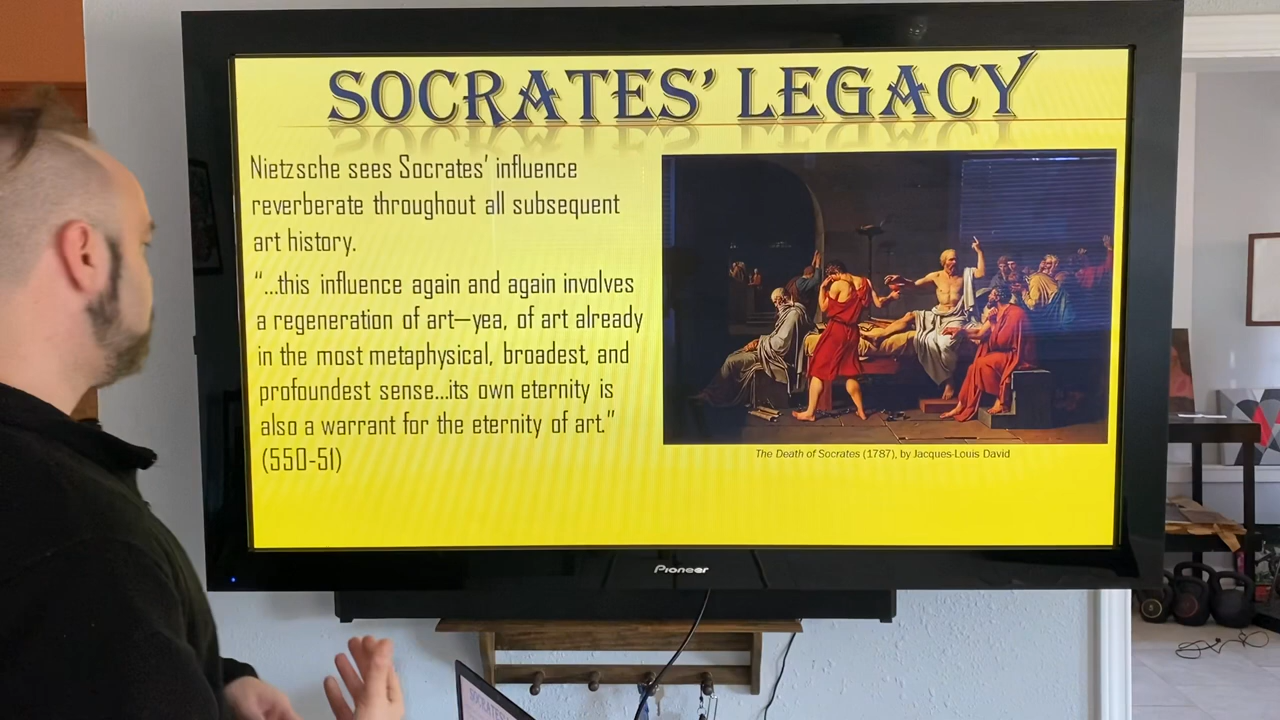 SOCRATES' LEGACY
Nietzsche sees Socrates' influence
reverberate throughout all subsequent
art history.
"...this influence again and again involves
a regeneration of art—yea, of art already
in the most metaphysical, broadest, and
profoundest sense...its own eternity is
also a warrant for the eternity of art."
(550-51)
The Death of Socrates (1787), by Jacques-Louis David
Pioneer